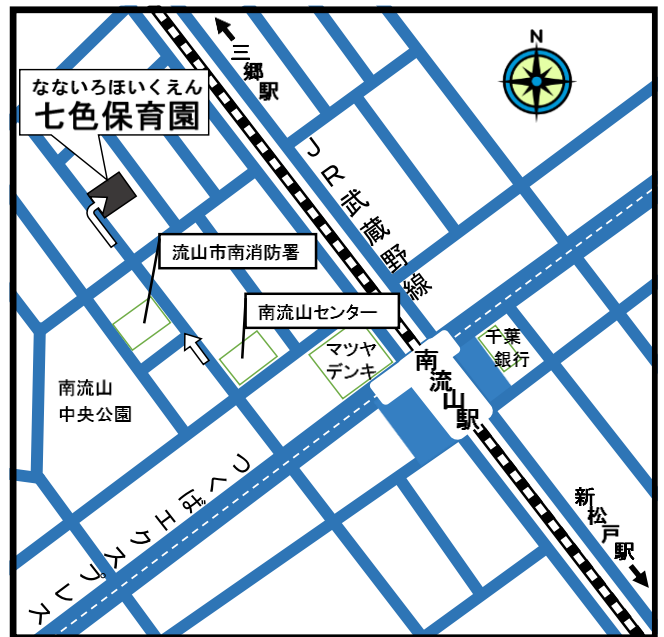 N
三郷駅
なないろほいくえん
七色保育園
JR武蔵野線
流山市南消防署
南流山センター
マツヤ
デンキ
千葉
銀行
南流山駅
南流山
中央公園
つくばエクスプレス
新松戸駅